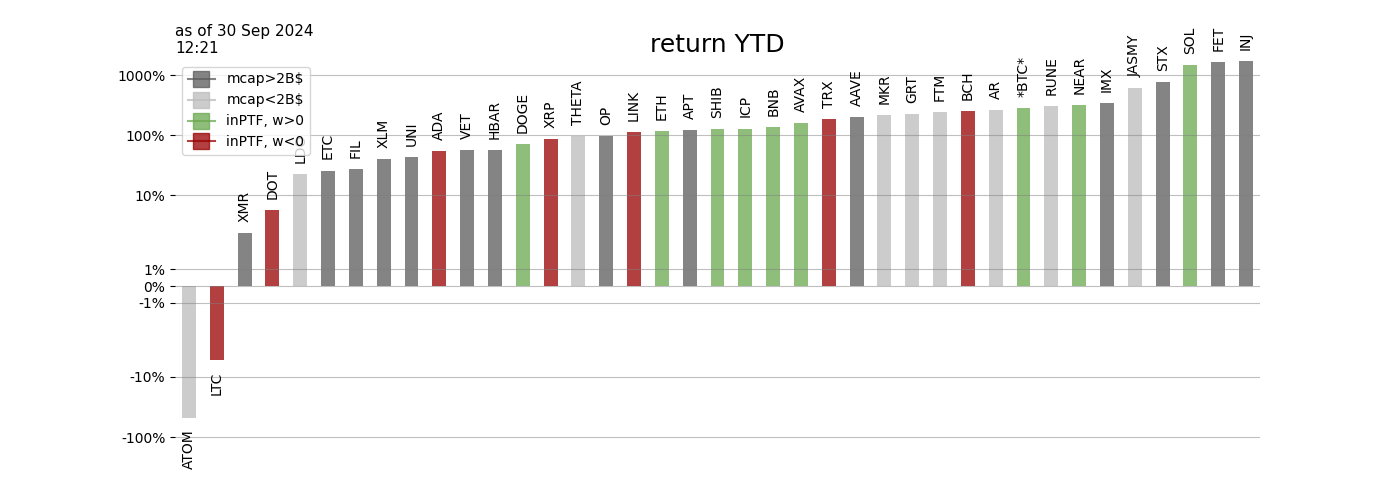 as of 30 Sep 2024
12:21
return YTD
mcap>2B$
mcap<2B$
inPTF, w>0
inPTF, w<0
1000%
100%
10%
1%
0%
-1%
-10%
-100%
ATOM
LTC
XMR
DOT
ETC
FIL
XLM
UNI
ADA
VET
HBAR
DOGE
XRP
THETA
OP
LINK
ETH
APT
SHIB
ICP
BNB
AVAX
TRX
AAVE
MKR
GRT
FTM
BCH
AR
*BTC*
RUNE
NEAR
IMX
JASMY
STX
SOL
FET
INJ